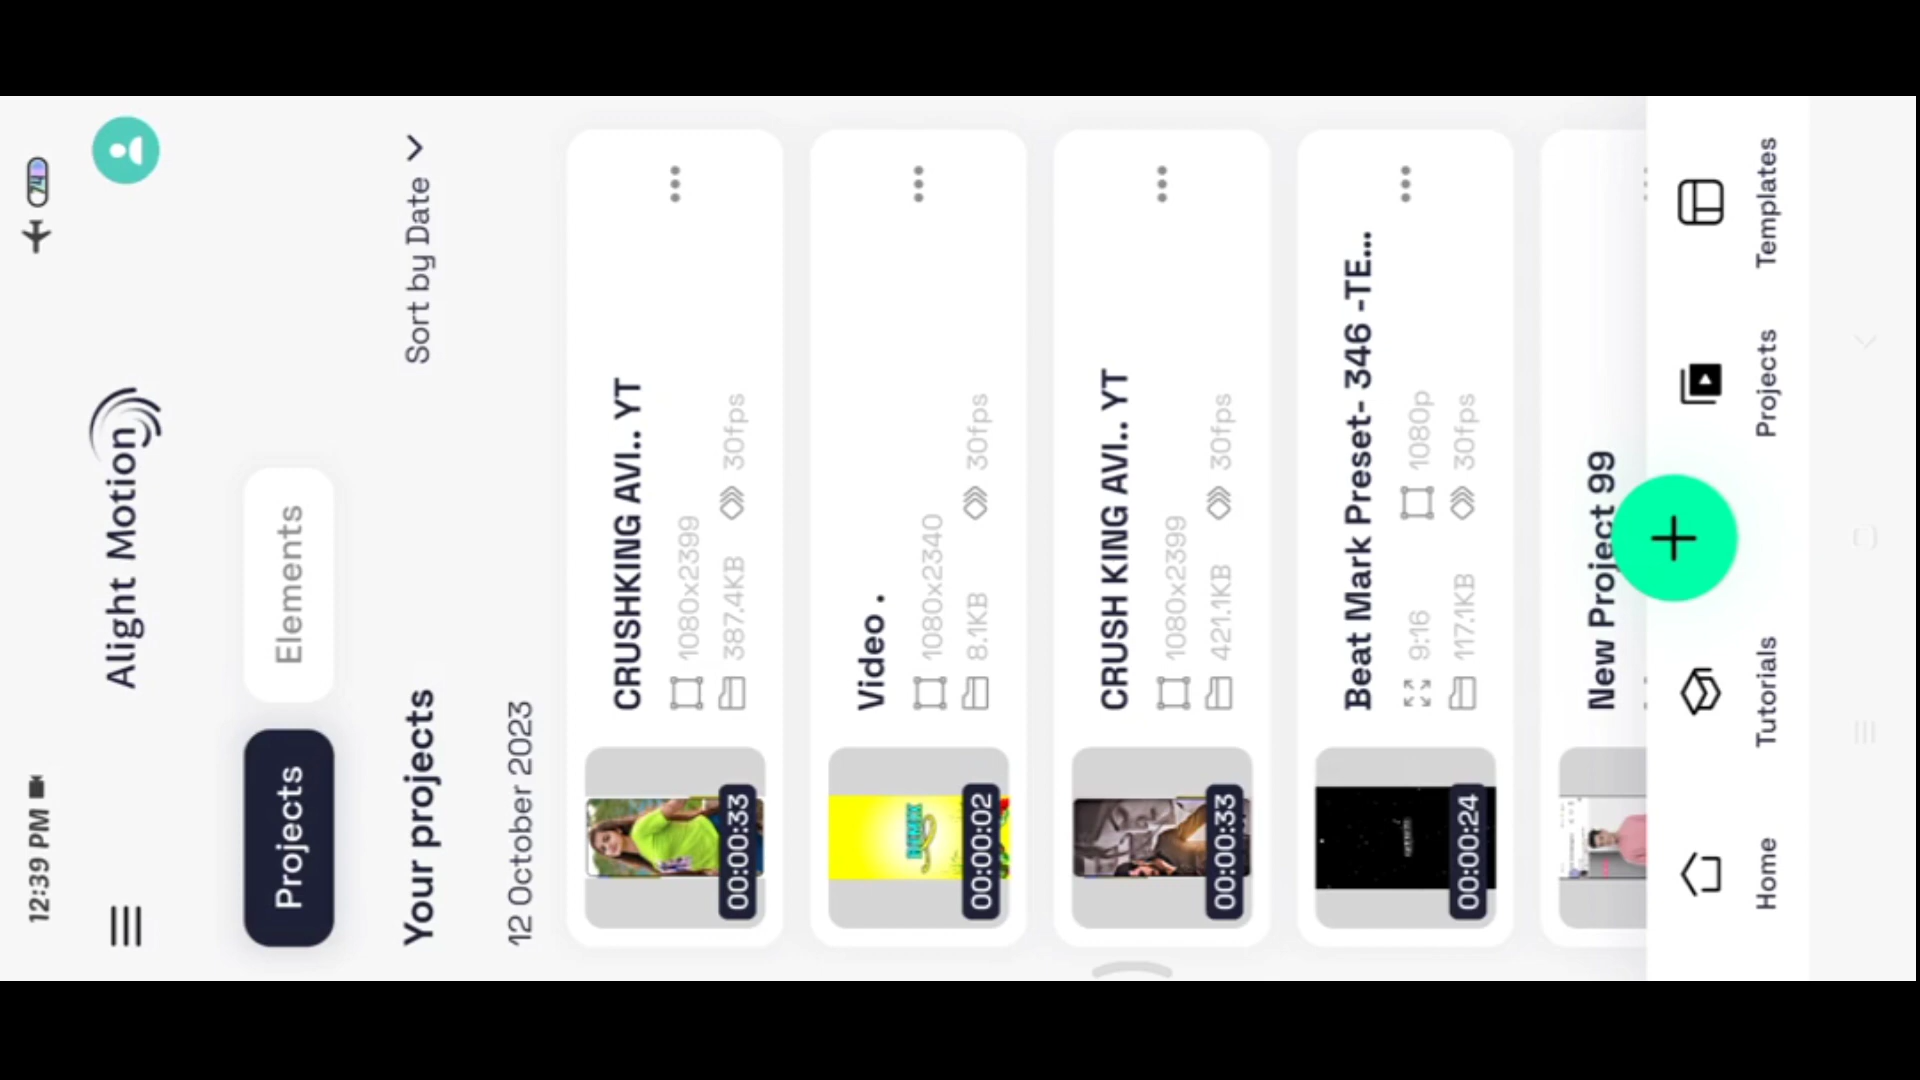 12:39 PM
74
Alight Motion
Projects
Elements
Your projects
Sort by Date
12 October 2023
CRUSHKING AVI.. YT
1080x2399
387.4KB 30fps
00:00:33
Video .
1080x2340
8.1KB 30fps
00:00:02
CRUSH KING AVI.. YT
1080x2399
421.1KB 30fps
00:00:33
Beat Mark Preset- 346 -TE...
9:16 1080p
117.1KB 30fps
00:00:24
New Project 99
Home
Tutorials
Projects
Templates